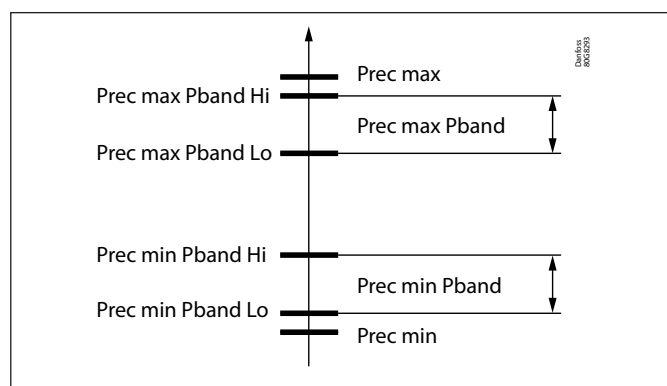 Danfoss
80G8293
Prec max
Prec max Pband Hi
Prec max Pband
Prec max Pband Lo
Prec min Pband Hi
Prec min Pband
Prec min Pband Lo
Prec min